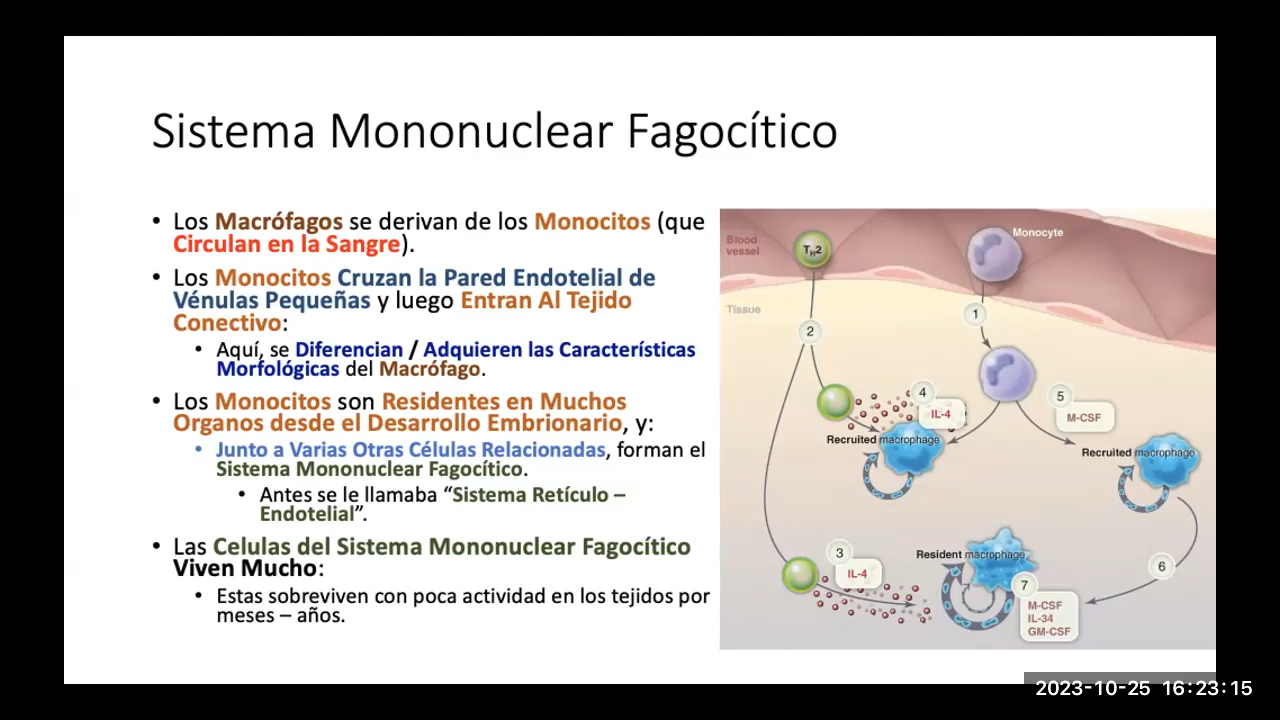 Sistema Mononuclear Fagocítico
• Los Macrófagos se derivan de los Monocitos (que
Circulan en la Sangre).
• Los Monocitos Cruzan la Pared Endotelial de
Vénulas Pequeñas y luego Entran Al Tejido
Conectivo:
• Aquí, se Diferencian / Adquieren las Características
Morfológicas del Macrófago.
• Los Monocitos son Residentes en Muchos
Organos desde el Desarrollo Embrionario, y:
• Junto a Varias Otras Células Relacionadas, forman el
Sistema Mononuclear Fagocítico.
• Antes se le llamaba “Sistema Retículo –
Endotelial”.
• Las Celulas del Sistema Mononuclear Fagocítico
Viven Mucho:
• Estas sobreviven con poca actividad en los tejidos por
meses – años.
Blood
vessel
TH2
Monocyte
Tissue
1
2
4
IL-4
5
M-CSF
Recruited macrophage
Recruited macrophage
3
IL-4
Resident macrophage
6
7
M-CSF
IL-34
GM-CSF
2023-10-25 16:23:15